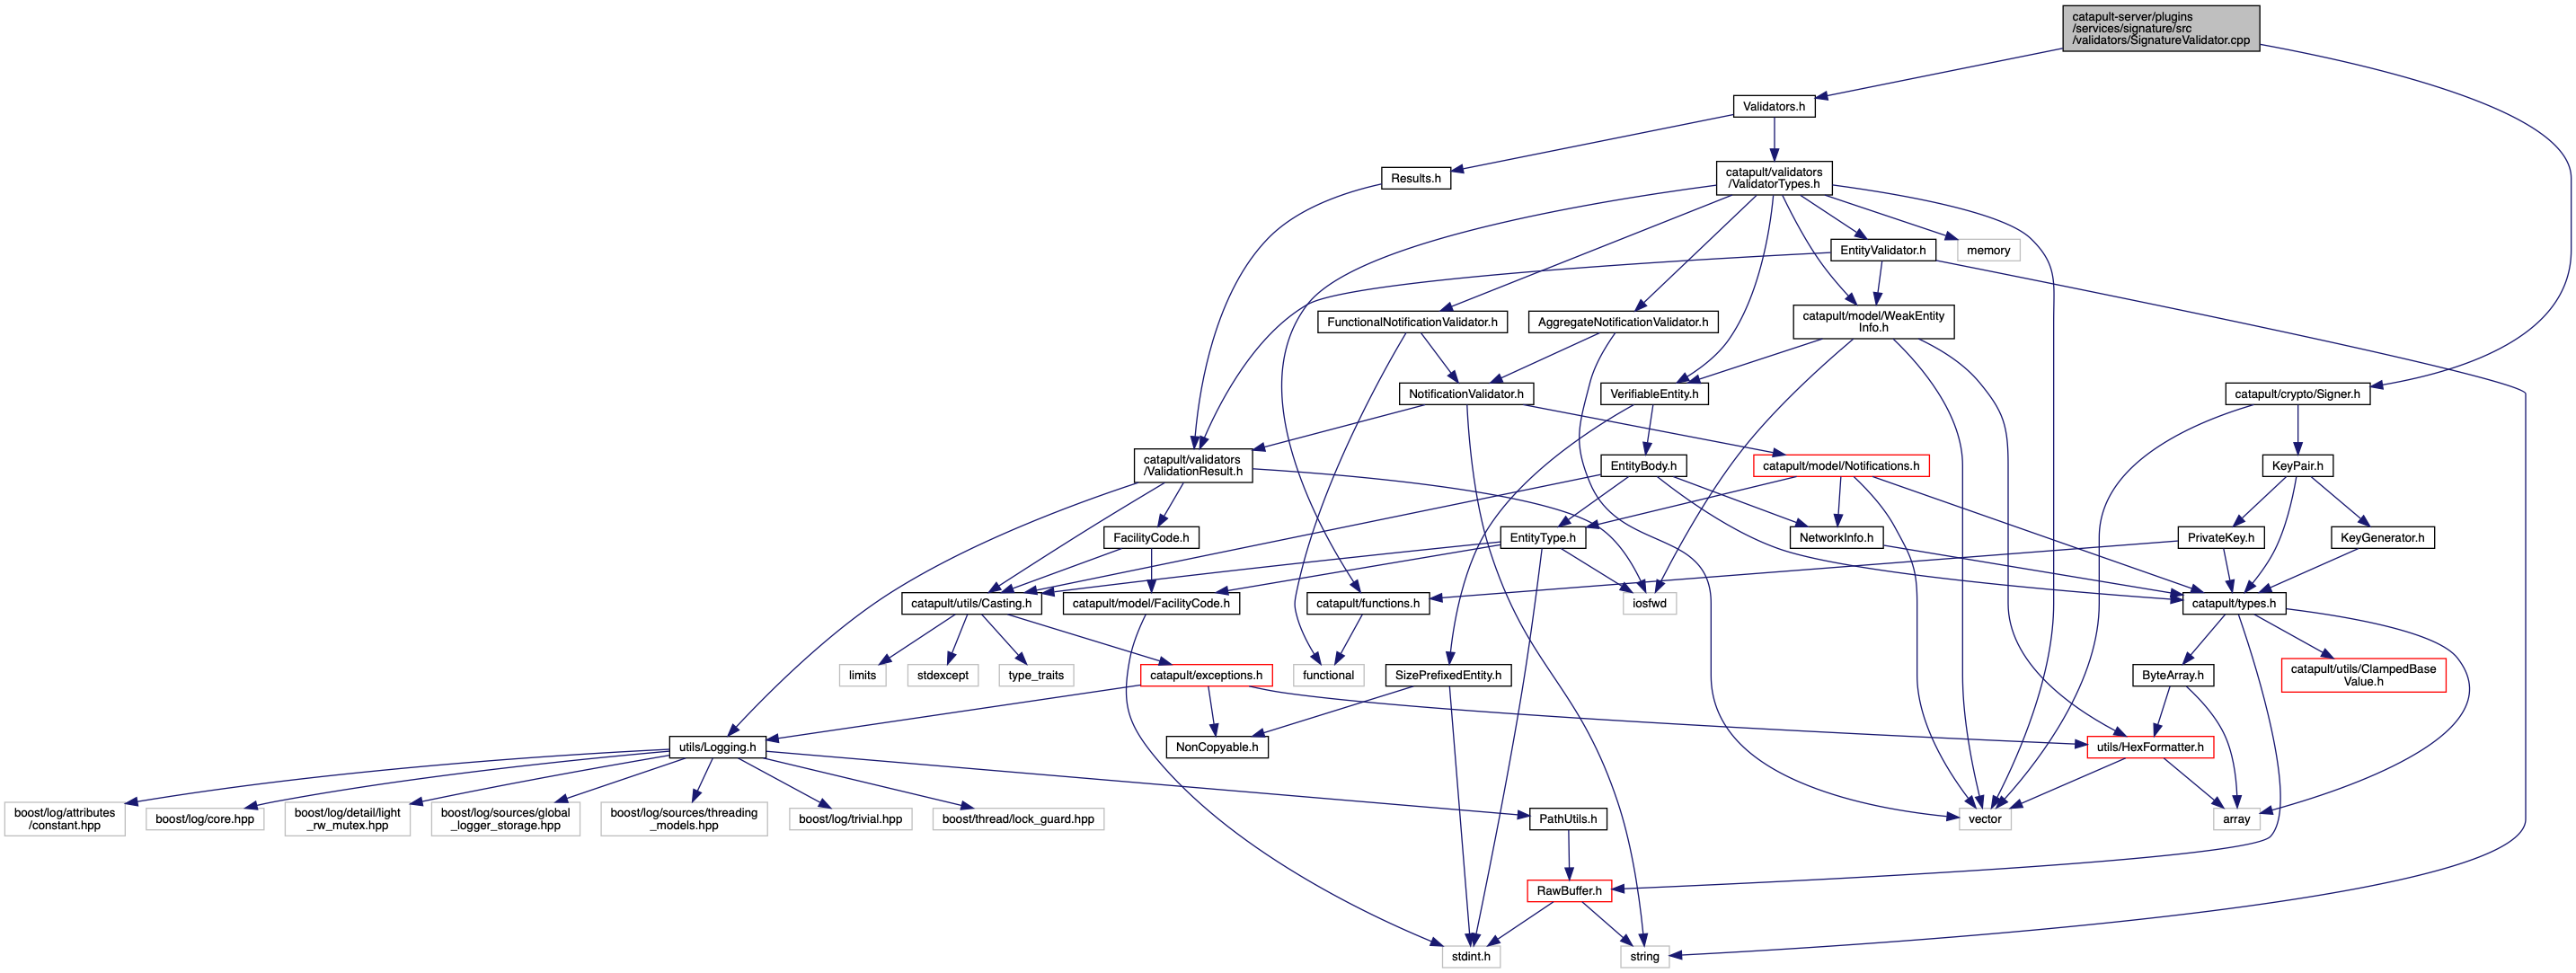 catapult-server/plugins
/services/signature/src
/validators/SignatureValidator.cpp
Validators.h
Results.h
catapult/validators
/ValidatorTypes.h
EntityValidator.h
memory
FunctionalNotificationValidator.h
AggregateNotificationValidator.h
catapult/model/WeakEntity
Info.h
NotificationValidator.h
VerifiableEntity.h
catapult/crypto/Signer.h
catapult/validators
/ValidationResult.h
EntityBody.h
catapult/model/Notifications.h
KeyPair.h
FacilityCode.h
EntityType.h
NetworkInfo.h
PrivateKey.h
KeyGenerator.h
catapult/utils/Casting.h
catapult/model/FacilityCode.h
catapult/functions.h
iosfwd
catapult/types.h
limits
stdexcept
type_traits
catapult/exceptions.h
functional
SizePrefixedEntity.h
ByteArray.h
catapult/utils/ClampedBase
Value.h
utils/Logging.h
NonCopyable.h
utils/HexFormatter.h
boost/log/attributes
/constant.hpp
boost/log/core.hpp
boost/log/detail/light
_rw_mutex.hpp
boost/log/sources/global
_logger_storage.hpp
boost/log/sources/threading
_models.hpp
boost/log/trivial.hpp
boost/thread/lock_guard.hpp
PathUtils.h
vector
array
RawBuffer.h
stdint.h
string